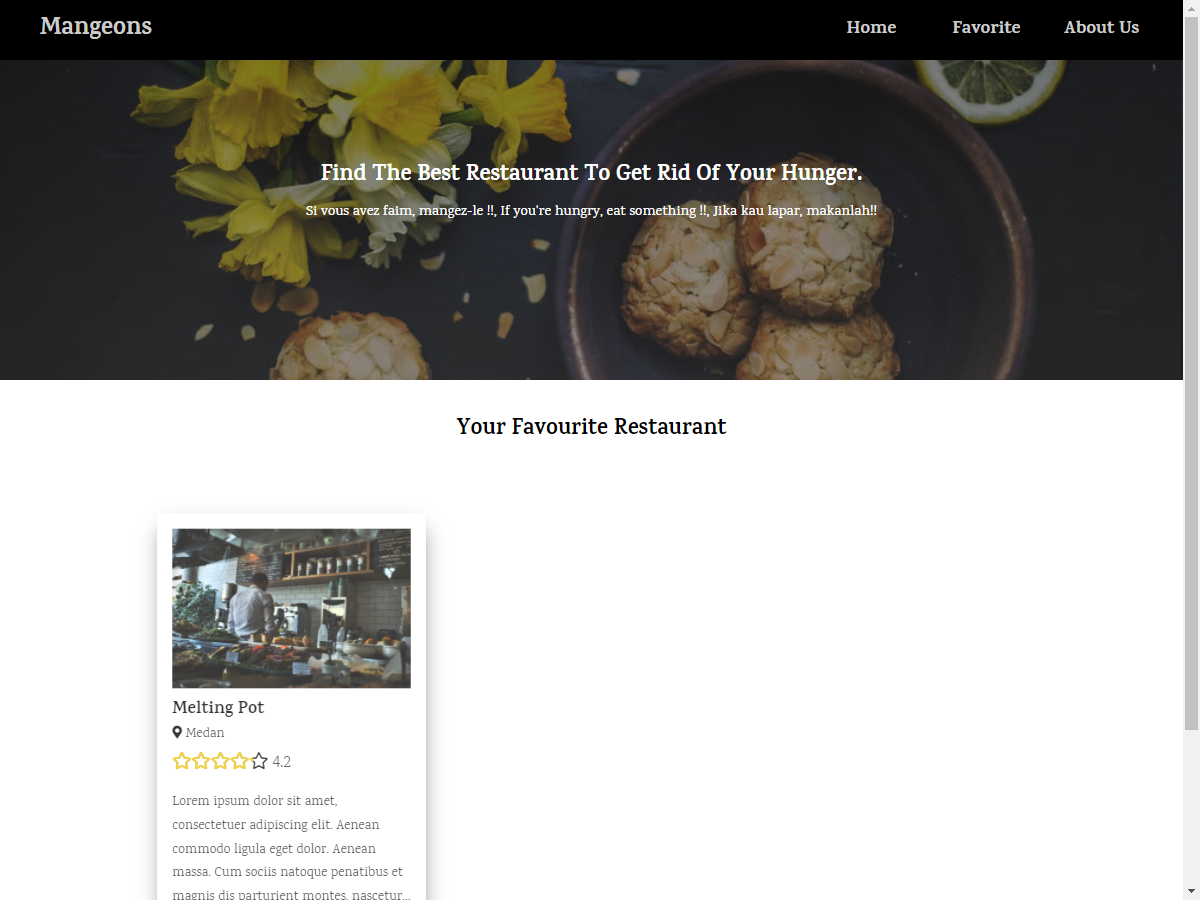 Mangeons
Home Favorite About Us
Find The Best Restaurant To Get Rid Of Your Hunger.
Si vous avez faim, mangez-le !!, If you're hungry, eat something !!, Jika kau lapar, makanlah!!
Your Favourite Restaurant
Melting Pot
Medan
4.2
Lorem ipsum dolor sit amet,
consectetuer adipiscing elit. Aenean
commodo ligula eget dolor. Aenean
massa. Cum sociis natoque penatibus et
magnis dis parturient montes, nascetur...